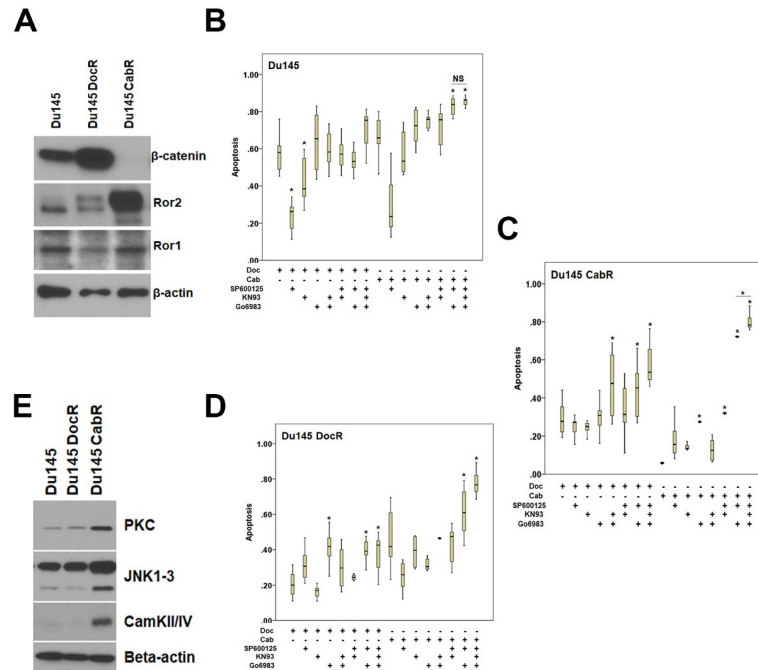 A
Du145
Du145 DocR
Du145 CabR
β-catenin
Ror2
Ror1
β-actin
B
Du145
NS
* * * *
1.00
.80
.60
.40
.20
.00
Apoptosis
Doc + + + + + + + + - - - - - - - -
Cab - - - - - - - - + + + + + + + +
SP600125 - + - - - + + + - + - - - + + +
KN93 - - + - + + - + - - + - + + - +
Go6983 - - - + + - + + - - - + + - + +
C
Du145 CabR
* * * * * * * *
1.00
.80
.60
.40
.20
.00
Apoptosis
Doc + + + + + + + + - - - - - - - -
Cab - - - - - - - - + + + + + + + +
SP600125 - + - - - + + + - + - - - + + +
KN93 - - + - + + - + - - + - + + - +
Go6983 - - - + + - + + - - - + + - + +
E
Du145
Du145 DocR
Du145 CabR
PKC
JNK1-3
CamKII/IV
Beta-actin
D
Du145 DocR
* * * * *
1.00
.80
.60
.40
.20
.00
Apoptosis
Doc + + + + + + + + - - - - - - - -
Cab - - - - - - - - + + + + + + + +
SP600125 - + - - - + + + - + - - - + + +
KN93 - - + - + + - + - - + - + + - +
Go6983 - - - + + - + + - - - + + - + +